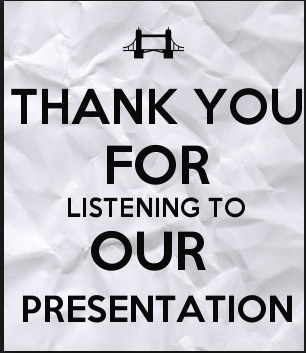 THANK YOU
FOR
LISTENING TO
OUR
PRESENTATION